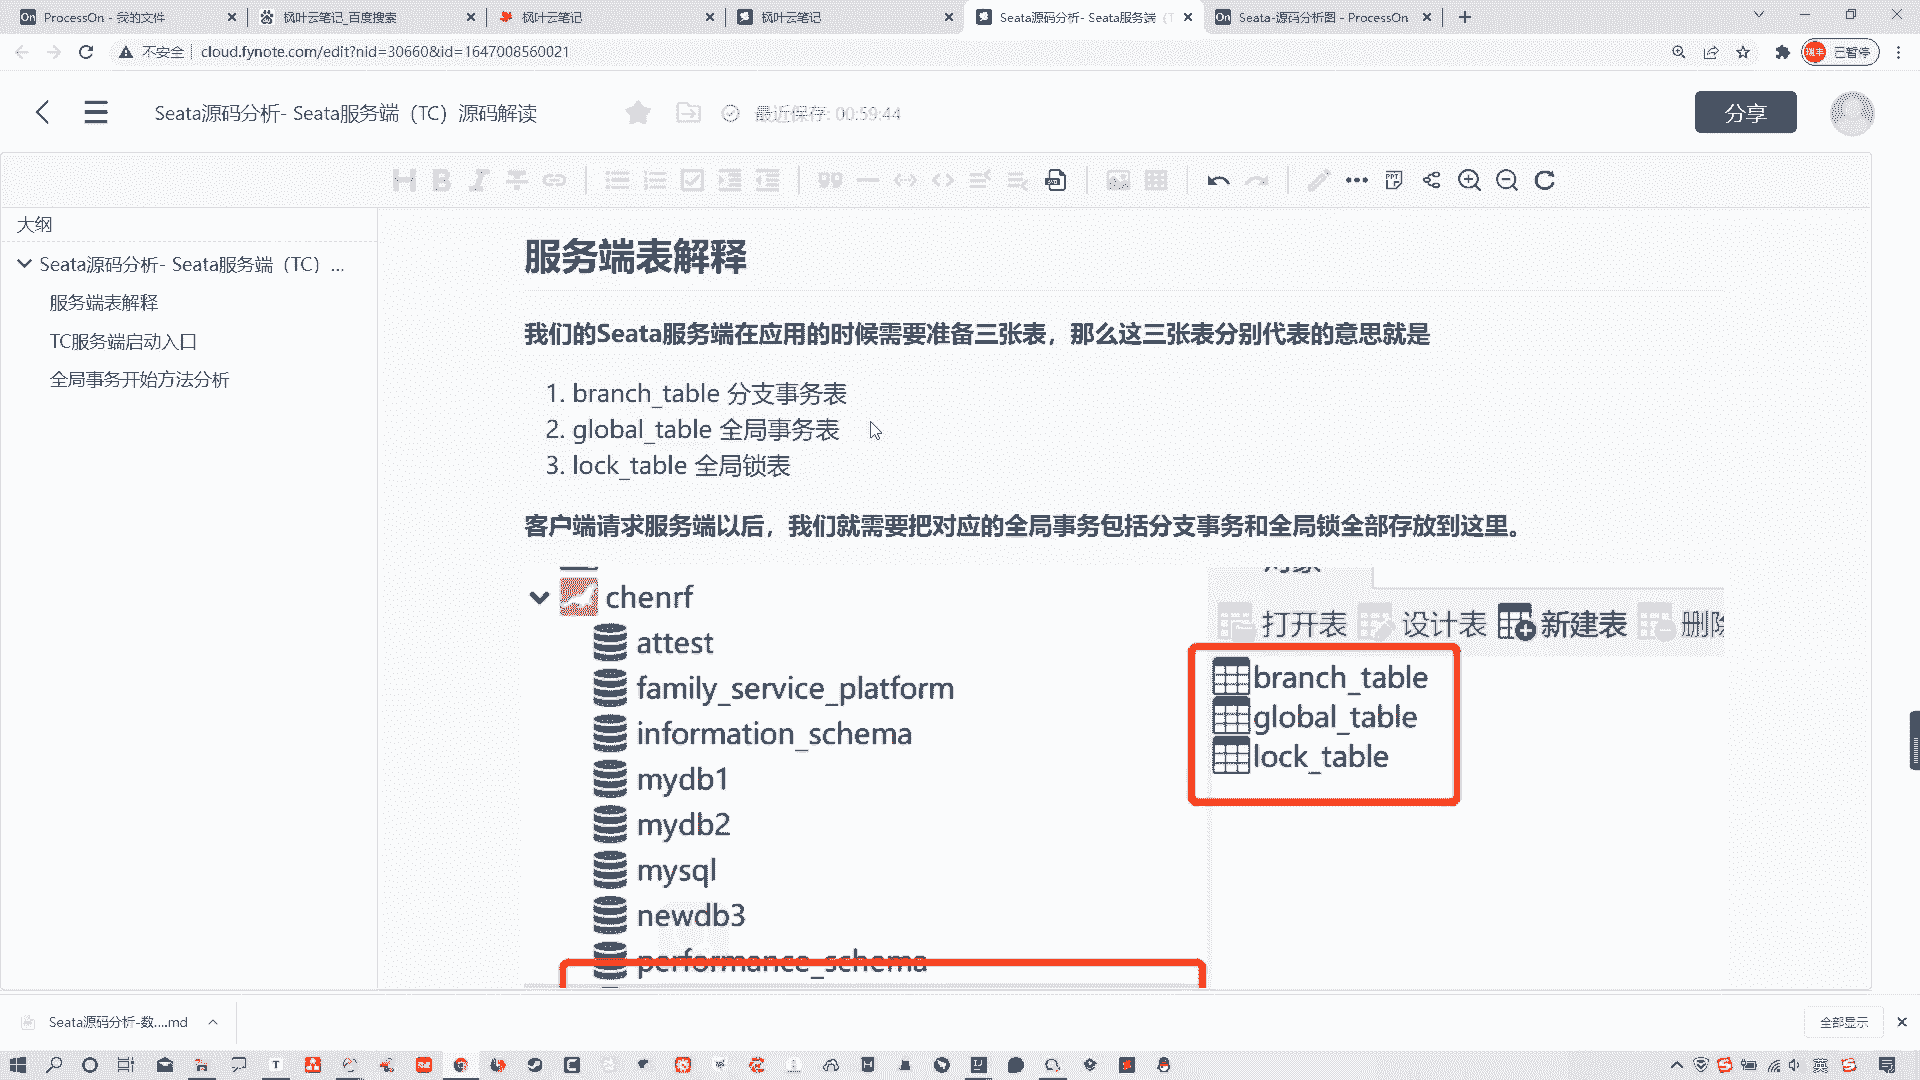 ProcessOn - 我的文件
枫叶云笔记_百度搜索
枫叶云笔记
枫叶云笔记
Seata源码分析- Seata服务端（T
Seata-源码分析图 - ProcessOn
不安全
cloud.fynote.com/edit?nid=30660&id=1647008560021
已暂停
Seata源码分析- Seata服务端（TC）源码解读
最近保存: 00:59:44
分享
大纲
Seata源码分析- Seata服务端（TC）...
服务端表解释
TC服务端启动入口
全局事务开始方法分析
服务端表解释
我们的Seata服务端在应用的时候需要准备三张表，那么这三张表分别代表的意思就是
1. branch_table 分支事务表
2. global_table 全局事务表
3. lock_table 全局锁表
客户端请求服务端以后，我们就需要把对应的全局事务包括分支事务和全局锁全部存放到这里。
chenrf
attest
family_service_platform
information_schema
mydb1
mydb2
mysql
newdb3
performance_schema
对象
打开表 设计表 新建表 删除
branch_table
global_table
lock_table
Seata源码分析-数....md
全部显示
英